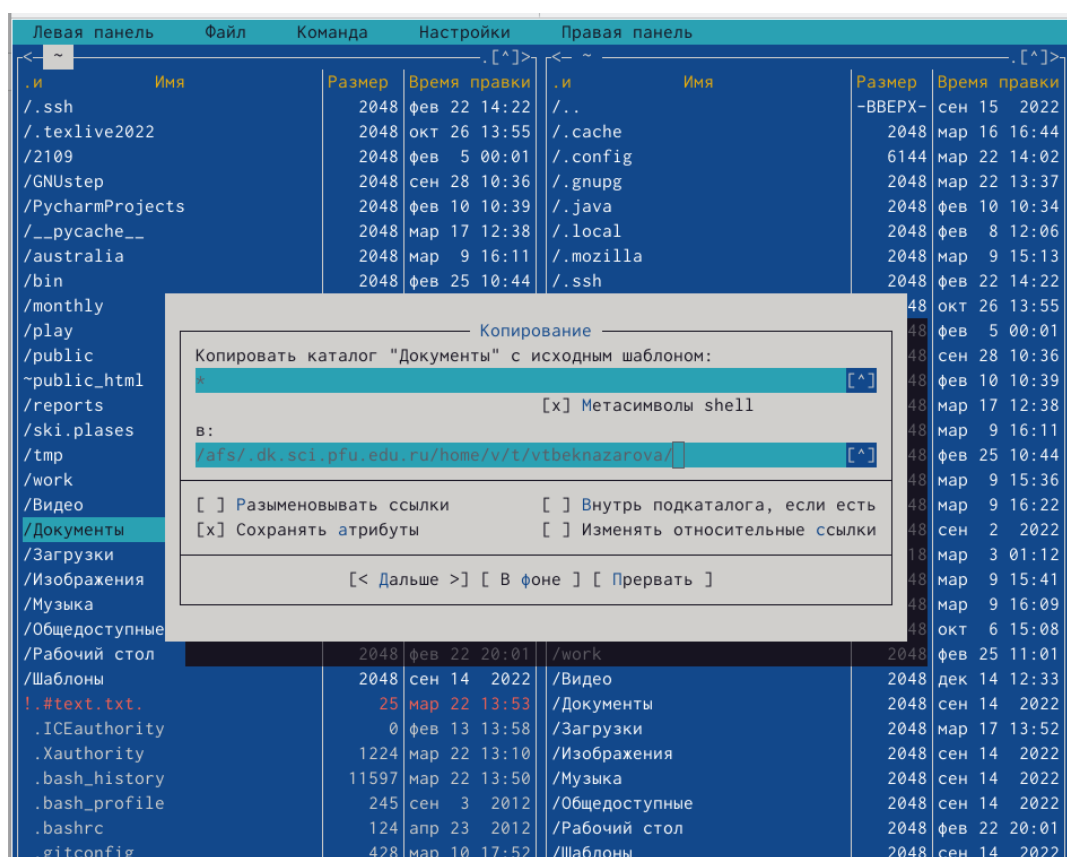 Левая панель Файл Команда Настройки Правая панель
<— ~ .[^]> <— ~ .[^]>
.и Имя Размер Время правки .и Имя Размер Время правки
/.ssh 2048 фев 22 14:22 /.. -ВВЕРХ- сен 15 2022
/.texlive2022 2048 окт 26 13:55 /.cache 2048 мар 16 16:44
/2109 2048 фев 5 00:01 /.config 6144 мар 22 14:02
/GNUstep 2048 сен 28 10:36 /.gnupg 2048 мар 22 13:37
/PycharmProjects 2048 фев 10 10:39 /.java 2048 фев 10 10:34
/__pycache__ 2048 мар 17 12:38 /.local 2048 фев 8 12:06
/australia 2048 мар 9 16:11 /.mozilla 2048 мар 9 15:13
/bin 2048 фев 25 10:44 /.ssh 2048 фев 22 14:22
/monthly 48 окт 26 13:55
/play Копирование 48 фев 5 00:01
/public Копировать каталог "Документы" с исходным шаблоном: 48 сен 28 10:36
~public_html * [^] 48 фев 10 10:39
/reports [x] Метасимволы shell 48 мар 17 12:38
/ski.plases в: 48 мар 9 16:11
/tmp /afs/.dk.sci.pfu.edu.ru/home/v/t/vtbeknazarova/ [^] 48 фев 25 10:44
/work 48 мар 9 15:36
/Видео [ ] Разыменовывать ссылки [ ] Внутрь подкаталога, если есть 48 мар 9 16:22
/Документы [x] Сохранять атрибуты [ ] Изменять относительные ссылки 48 сен 2 2022
/Загрузки 18 мар 3 01:12
/Изображения [< Дальше >] [ В фоне ] [ Прервать ] 48 мар 9 15:41
/Музыка 48 мар 9 16:09
/Общедоступные 48 окт 6 15:08
/Рабочий стол 2048 фев 22 20:01 /work 2048 фев 25 11:01
/Шаблоны 2048 сен 14 2022 /Видео 2048 дек 14 12:33
!.#text.txt. 25 мар 22 13:53 /Документы 2048 сен 14 2022
.ICEauthority 0 фев 13 13:58 /Загрузки 2048 мар 17 13:52
.Xauthority 1224 мар 22 13:10 /Изображения 2048 сен 14 2022
.bash_history 11597 мар 22 13:50 /Музыка 2048 сен 14 2022
.bash_profile 245 сен 3 2012 /Общедоступные 2048 сен 14 2022
.bashrc 124 апр 23 2012 /Рабочий стол 2048 фев 22 20:01
.gitconfig 428 мар 10 17:52 /Шаблоны 2048 сен 14 2022